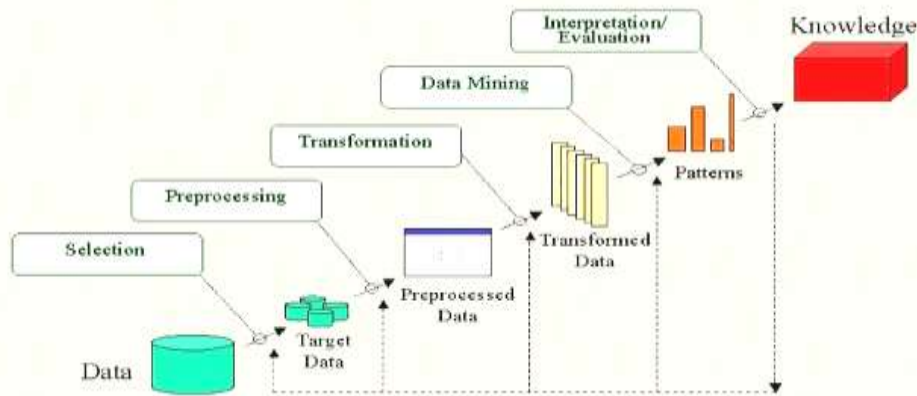 Interpretation/
Evaluation
Knowledge
Data Mining
Transformation
Patterns
Preprocessing
Transformed
Data
Selection
Preprocessed
Data
Target
Data
Data